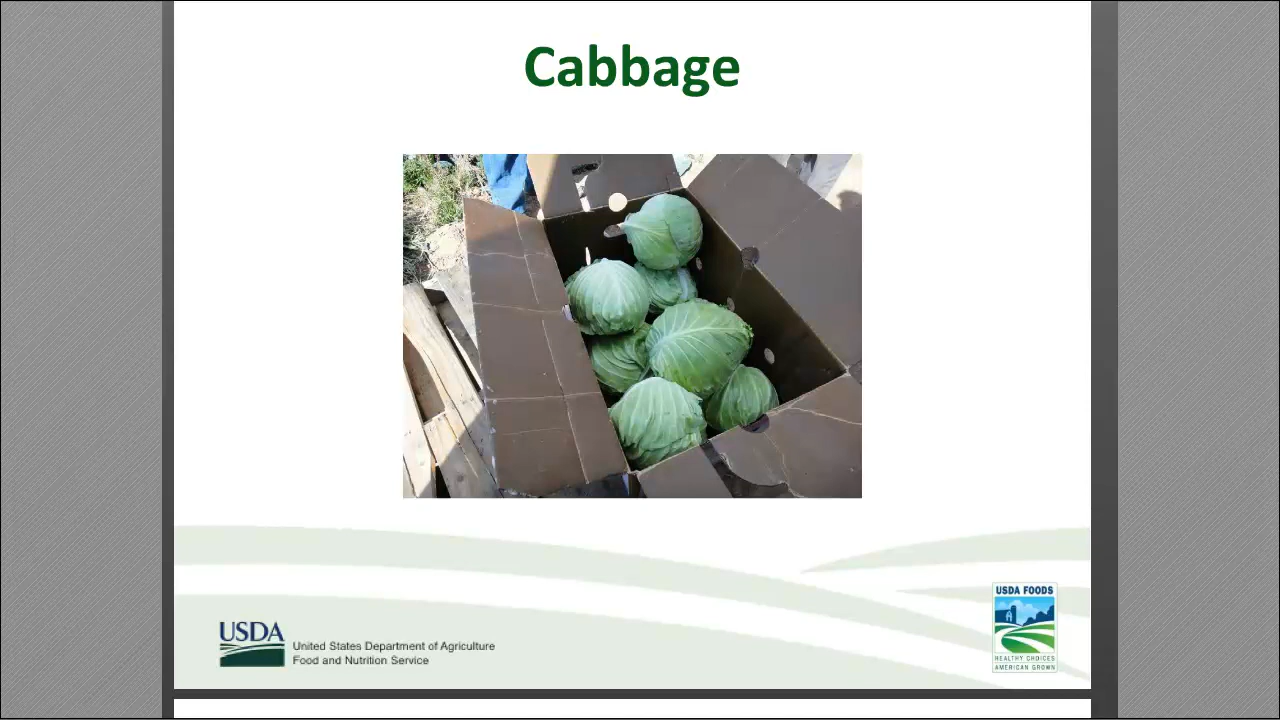 Cabbage
USDA
United States Department of Agriculture
Food and Nutrition Service
USDA FOODS
HEALTHY CHOICES
AMERICAN GROWN